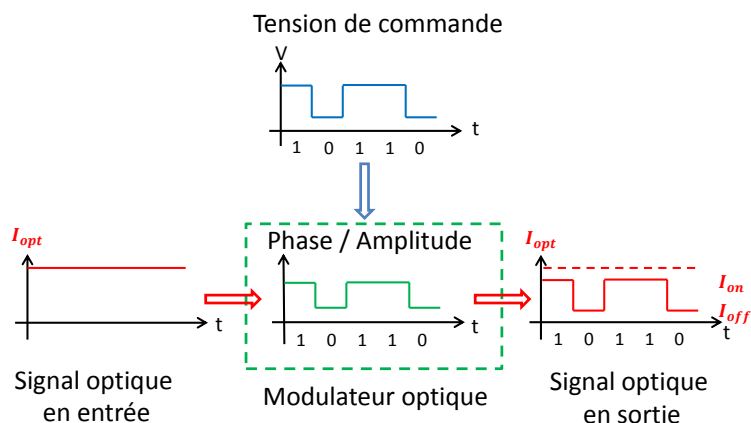 Tension de commande
V
t
1 0 1 1 0
I_opt
t
Signal optique
en entrée
Phase / Amplitude
t
1 0 1 1 0
Modulateur optique
I_opt
I_on
I_off
t
1 0 1 1 0
Signal optique
en sortie